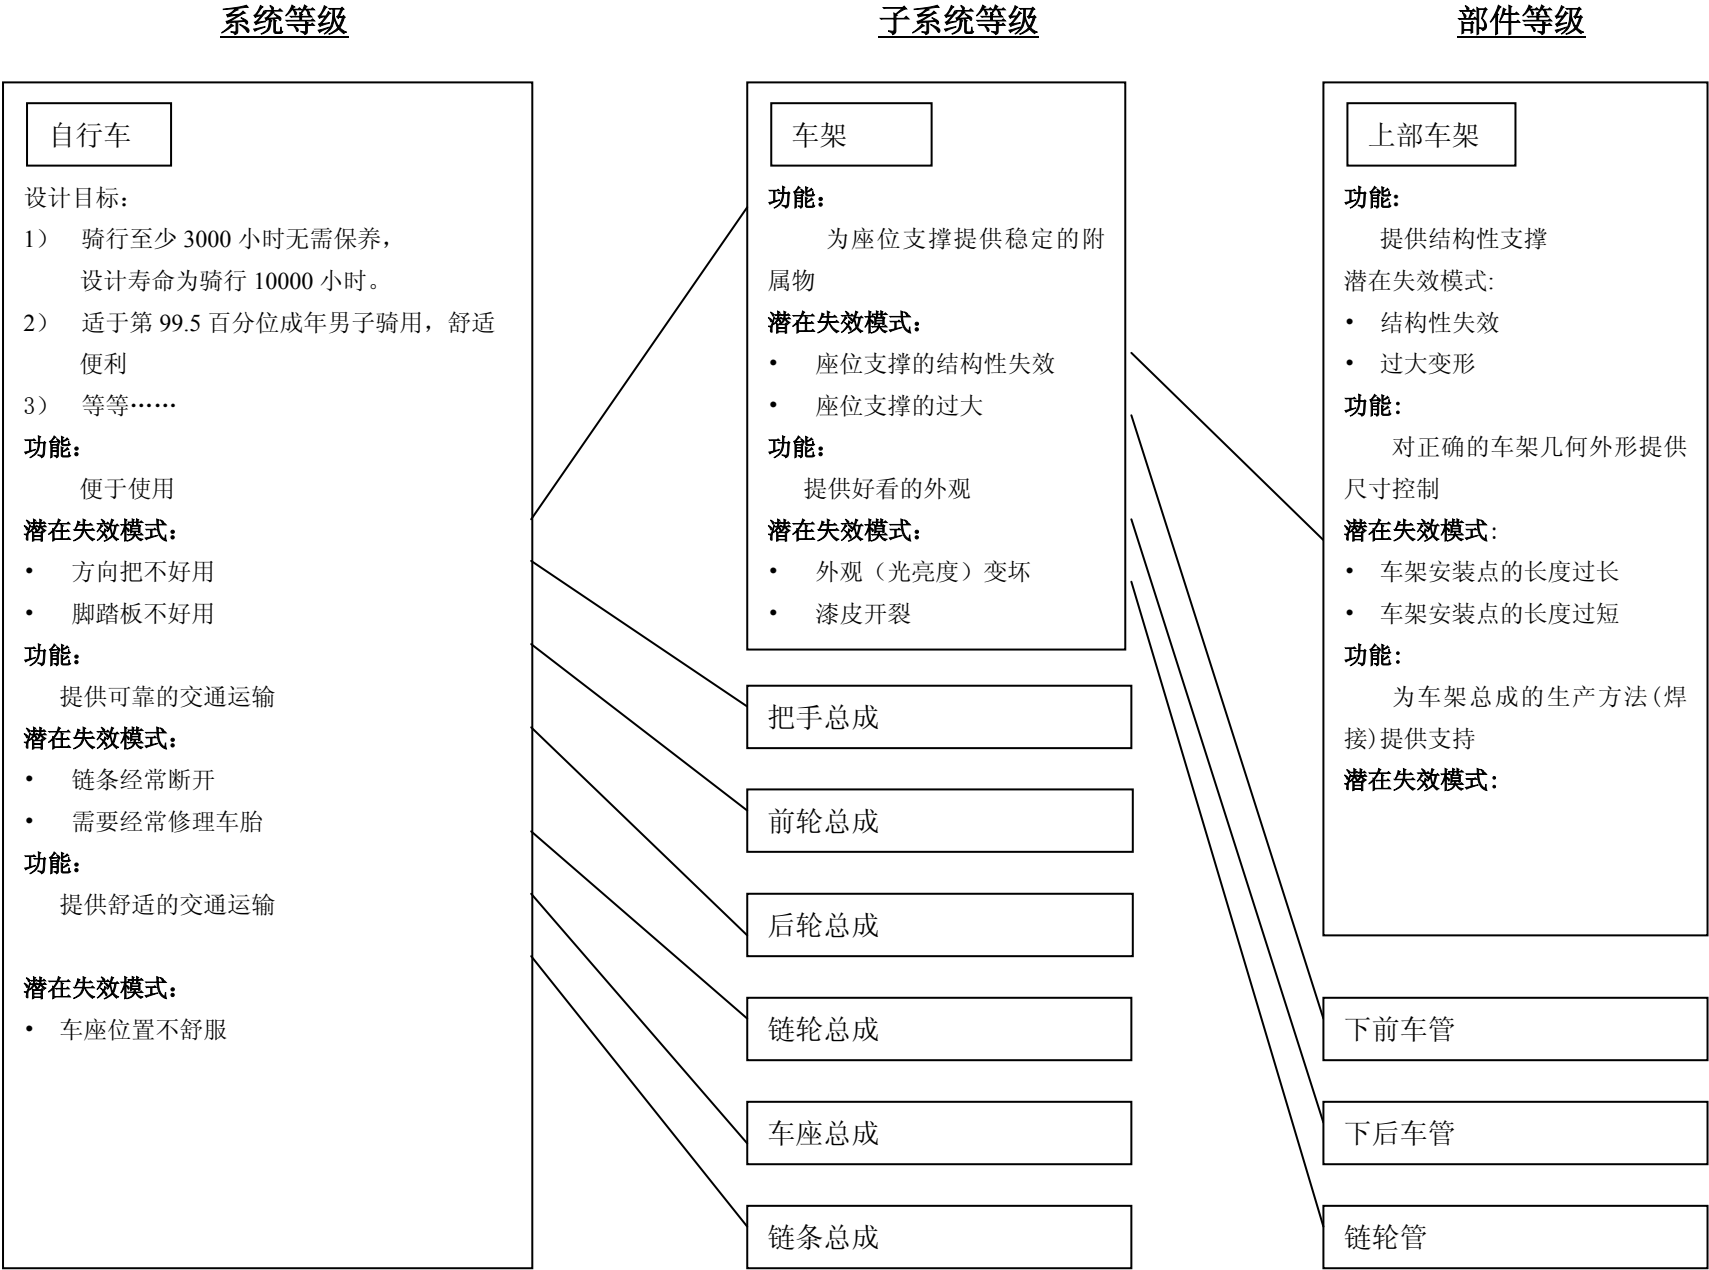 系统等级
子系统等级
部件等级
自行车
设计目标：
1） 骑行至少 3000 小时无需保养，
设计寿命为骑行 10000 小时。
2） 适于第 99.5 百分位成年男子骑用，舒适
便利
3） 等等……
功能：
便于使用
潜在失效模式：
• 方向把不好用
• 脚踏板不好用
功能：
提供可靠的交通运输
潜在失效模式：
• 链条经常断开
• 需要经常修理车胎
功能：
提供舒适的交通运输
潜在失效模式：
• 车座位置不舒服
车架
功能：
为座位支撑提供稳定的附
属物
潜在失效模式：
• 座位支撑的结构性失效
• 座位支撑的过大
功能：
提供好看的外观
潜在失效模式：
• 外观（光亮度）变坏
• 漆皮开裂
把手总成
前轮总成
后轮总成
链轮总成
车座总成
链条总成
上部车架
功能：
提供结构性支撑
潜在失效模式:
• 结构性失效
• 过大变形
功能：
对正确的车架几何外形提供
尺寸控制
潜在失效模式:
• 车架安装点的长度过长
• 车架安装点的长度过短
功能：
为车架总成的生产方法(焊
接)提供支持
潜在失效模式:
下前车管
下后车管
链轮管